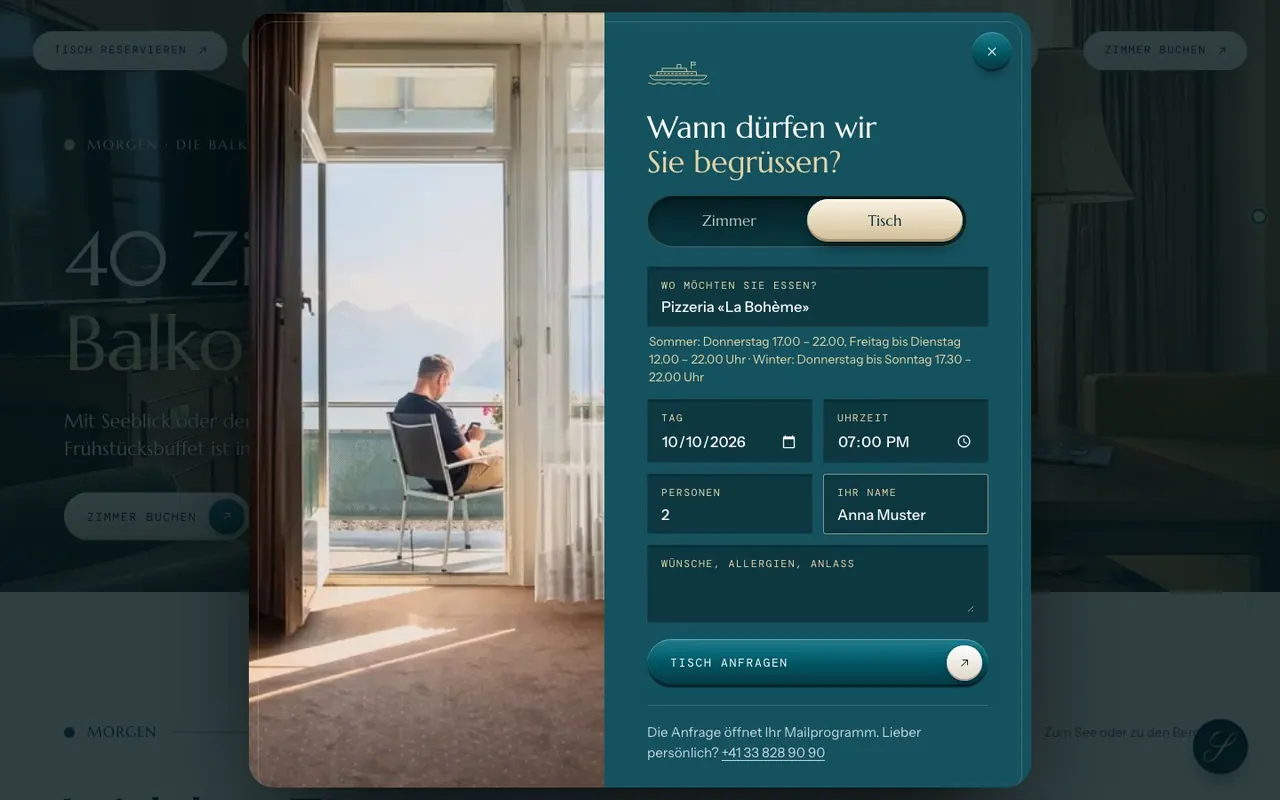 TISCH RESERVIEREN
ZIMMER BUCHEN
MORGEN · DIE BALK
40 Zi
Balko
Mit Seeblick oder der
Frühstücksbuffet ist in
ZIMMER BUCHEN
MORGEN
Wann dürfen wir
Sie begrüssen?
Zimmer
Tisch
WO MÖCHTEN SIE ESSEN?
Pizzeria «La Bohème»
Sommer: Donnerstag 17.00 – 22.00, Freitag bis Dienstag
12.00 – 22.00 Uhr · Winter: Donnerstag bis Sonntag 17.30 –
22.00 Uhr
TAG
10/10/2026
UHRZEIT
07:00 PM
PERSONEN
2
IHR NAME
Anna Muster
WÜNSCHE, ALLERGIEN, ANLASS
TISCH ANFRAGEN
Die Anfrage öffnet Ihr Mailprogramm. Lieber
persönlich? +41 33 828 90 90
Zum See oder zu den Ber